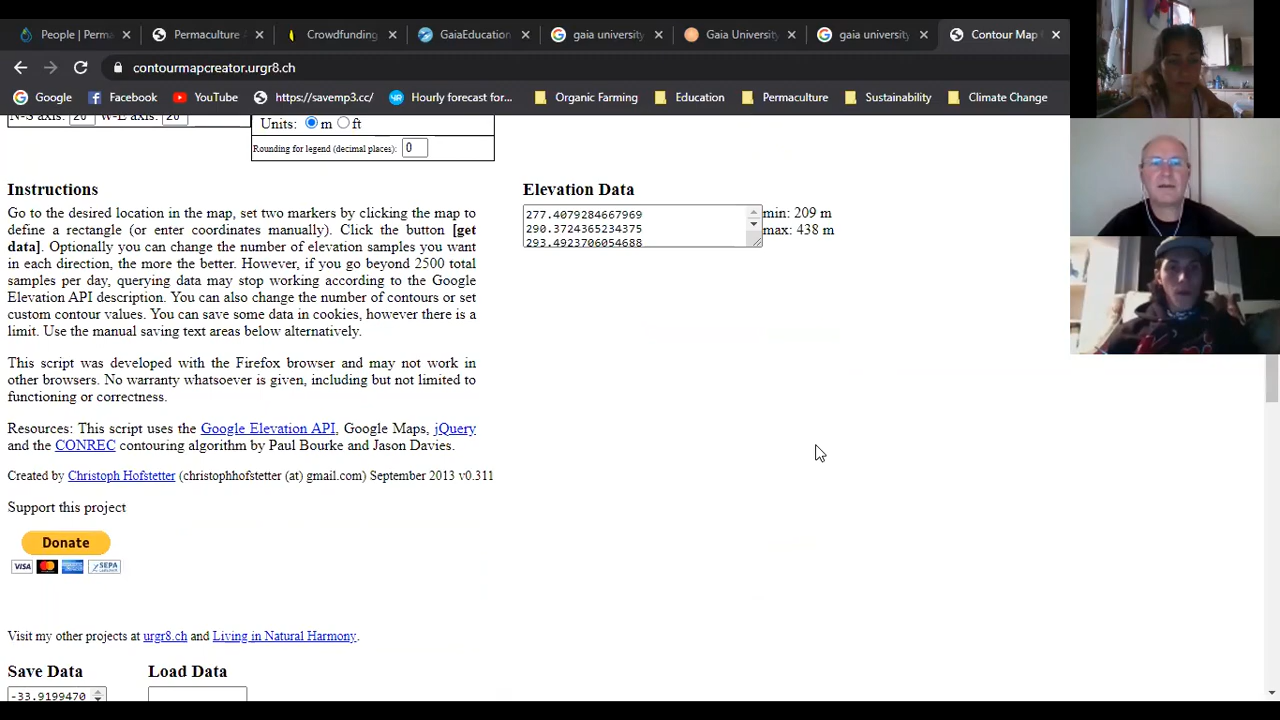 People | Perma
Permaculture A
Crowdfunding
GaiaEducation
gaia university
Gaia University
gaia university
Contour Map
contourmapcreator.urgr8.ch
Google
Facebook
YouTube
https://savemp3.cc/
Hourly forecast for...
Organic Farming
Education
Permaculture
Sustainability
Climate Change
N-S axis: 20 W-E axis: 20
Units: m ft
Rounding for legend (decimal places): 0
Instructions
Go to the desired location in the map, set two markers by clicking the map to
define a rectangle (or enter coordinates manually). Click the button [get
data]. Optionally you can change the number of elevation samples you want
in each direction, the more the better. However, if you go beyond 2500 total
samples per day, querying data may stop working according to the Google
Elevation API description. You can also change the number of contours or set
custom contour values. You can save some data in cookies, however there is a
limit. Use the manual saving text areas below alternatively.
This script was developed with the Firefox browser and may not work in
other browsers. No warranty whatsoever is given, including but not limited to
functioning or correctness.
Resources: This script uses the Google Elevation API, Google Maps, jQuery
and the CONREC contouring algorithm by Paul Bourke and Jason Davies.
Created by Christoph Hofstetter (christophhofstetter (at) gmail.com) September 2013 v0.311
Support this project
Donate
VISA
SEPA
Visit my other projects at urgr8.ch and Living in Natural Harmony.
Save Data
Load Data
-33.9199470
Elevation Data
277.4079284667969
290.3724365234375
293.4923706054688
min: 209 m
max: 438 m